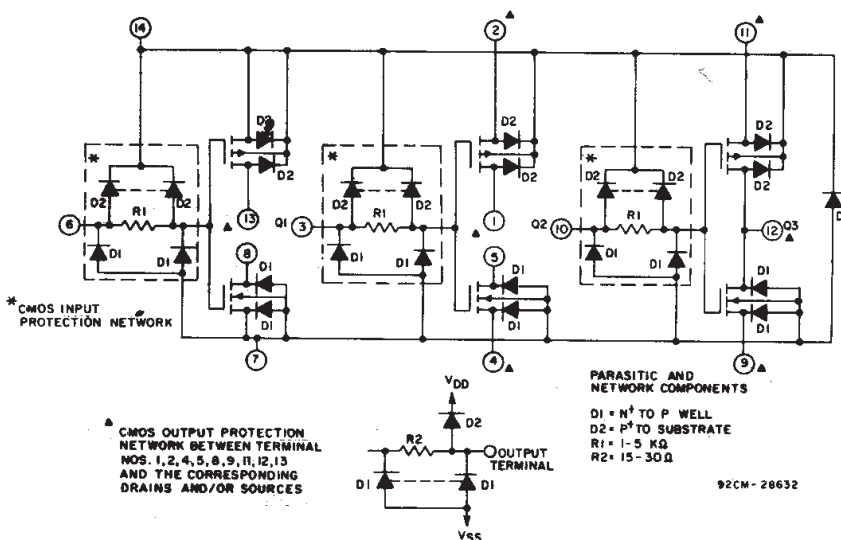 14
2 ▲
11 ▲
D2
D2
D2
D2
D2
D2
*
D2
D2
R1
6
D1
D1
▲
13
8
D1
D1
7
*
D2
D2
R1
Q1
3
D1
D1
▲
1
5
D1
D1
4 ▲
*
D2
D2
R1
Q2
10
D1
D1
12
Q3
▲
D1
D1
9 ▲
* CMOS INPUT
PROTECTION NETWORK
▲ CMOS OUTPUT PROTECTION
NETWORK BETWEEN TERMINAL
NOS. 1,2,4,5,8,9,11,12,13
AND THE CORRESPONDING
DRAINS AND/OR SOURCES
VDD
D2
R2
OUTPUT
TERMINAL
D1
D1
VSS
PARASITIC AND
NETWORK COMPONENTS
D1 = N+ TO P WELL
D2 = P+ TO SUBSTRATE
R1 = 1-5 KΩ
R2 = 15-30Ω
92CM-28632